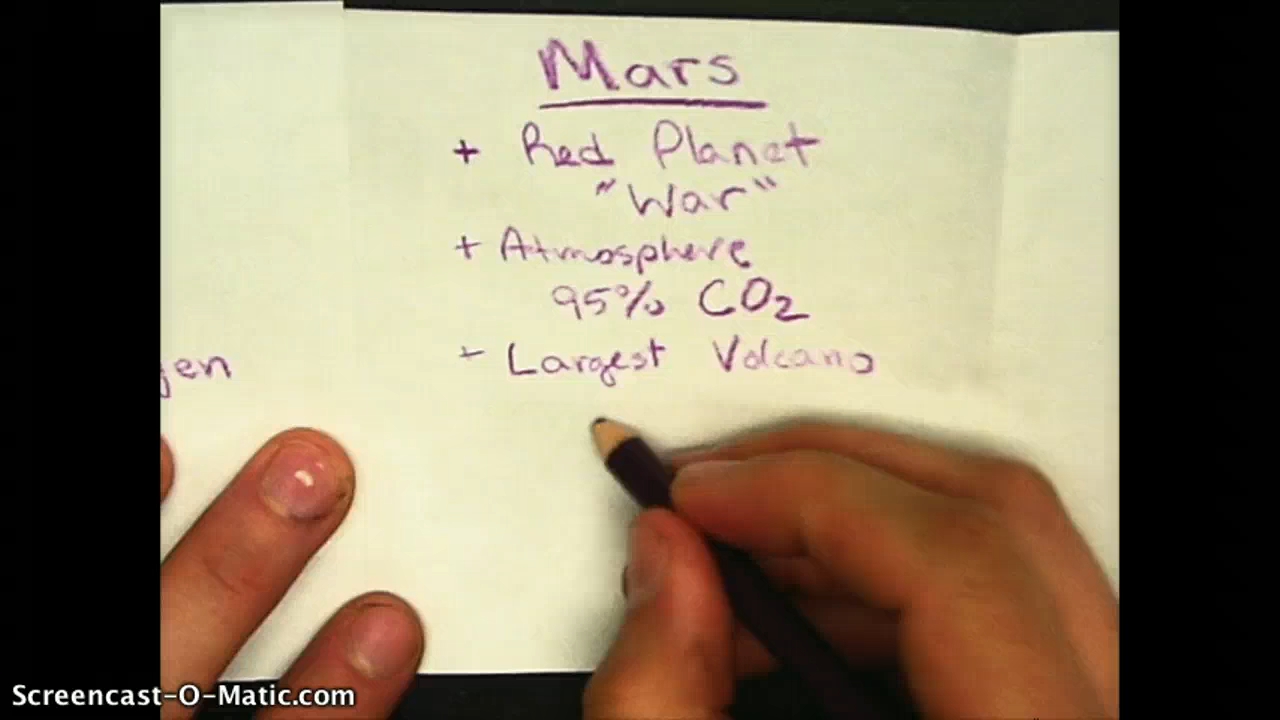 Mars
+ Red Planet
"War"
+ Atmosphere
95% CO2
+ Largest Volcano
gen
Screencast-O-Matic.com